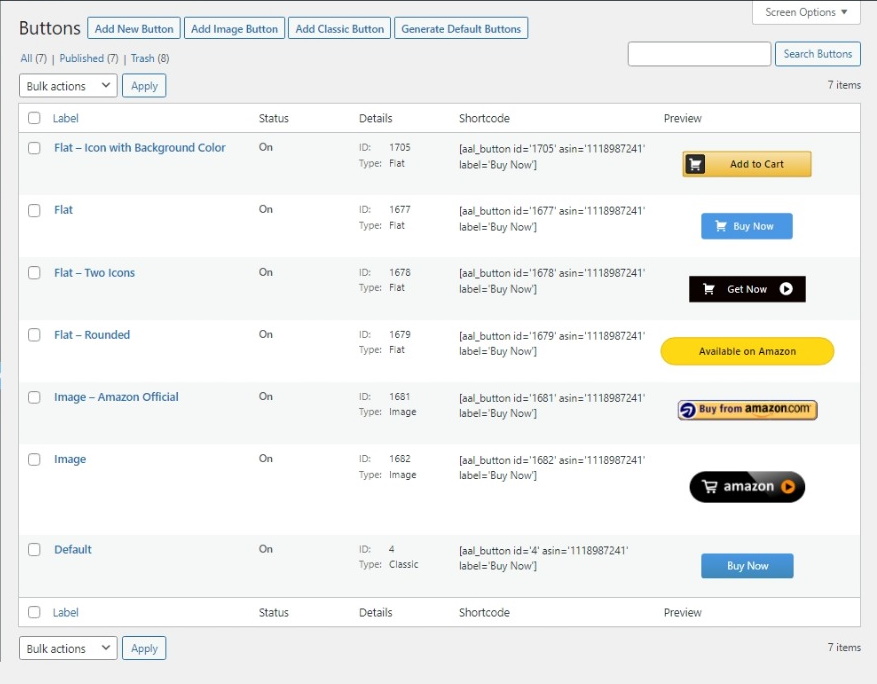 Screen Options ▼
Buttons Add New Button Add Image Button Add Classic Button Generate Default Buttons
All (7) | Published (7) | Trash (8)
Search Buttons
Bulk actions Apply 7 items
Label Status Details Shortcode Preview
Flat – Icon with Background Color On ID: 1705 [aal_button id='1705' asin='1118987241'
Type: Flat label='Buy Now'] Add to Cart
Flat On ID: 1677 [aal_button id='1677' asin='1118987241'
Type: Flat label='Buy Now'] Buy Now
Flat – Two Icons On ID: 1678 [aal_button id='1678' asin='1118987241'
Type: Flat label='Buy Now'] Get Now
Flat – Rounded On ID: 1679 [aal_button id='1679' asin='1118987241'
Type: Flat label='Buy Now'] Available on Amazon
Image – Amazon Official On ID: 1681 [aal_button id='1681' asin='1118987241'
Type: Image label='Buy Now'] Buy from amazon.com
Image On ID: 1682 [aal_button id='1682' asin='1118987241'
Type: Image label='Buy Now'] amazon
Default On ID: 4 [aal_button id='4' asin='1118987241'
Type: Classic label='Buy Now'] Buy Now
Label Status Details Shortcode Preview
Bulk actions Apply 7 items